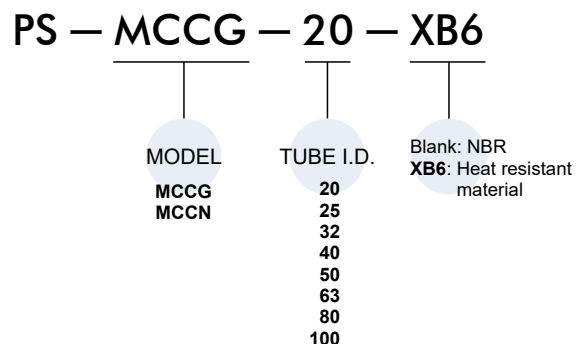 PS — MCCG — 20 — XB6
MODEL
MCCG
MCCN
TUBE I.D.
20
25
32
40
50
63
80
100
Blank: NBR
XB6: Heat resistant
material